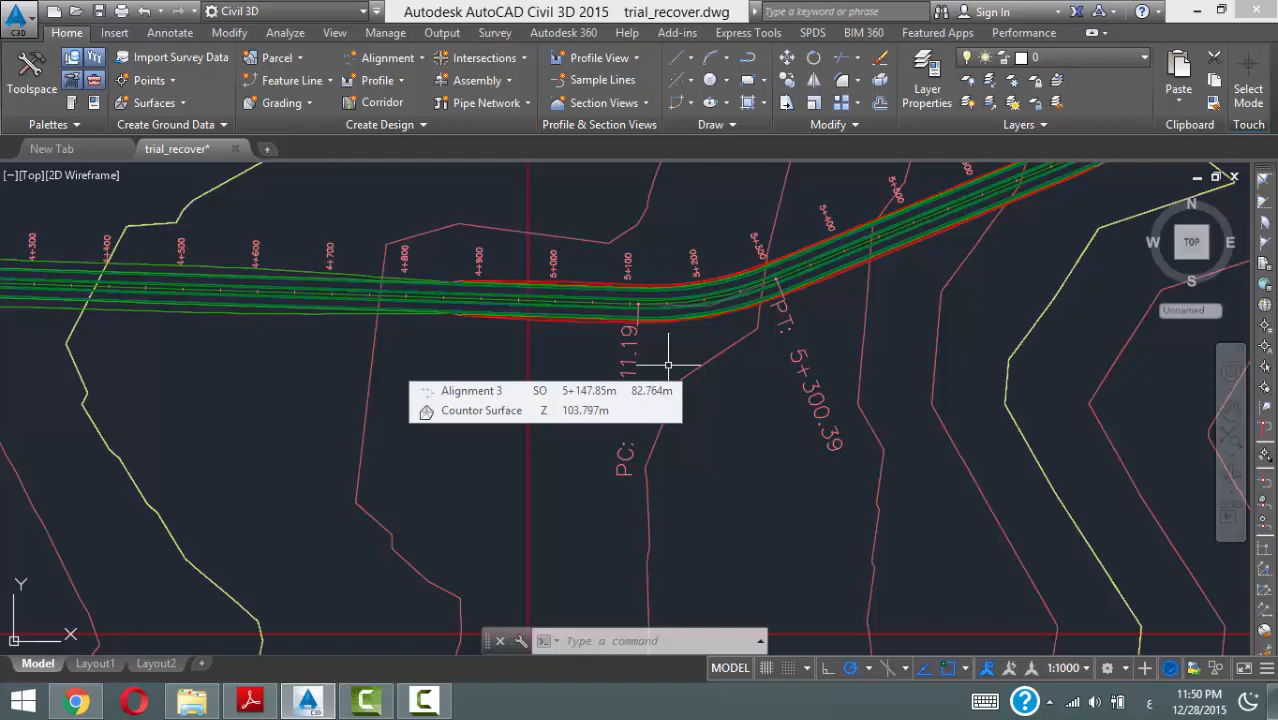 Civil 3D
Autodesk AutoCAD Civil 3D 2015 trial_recover.dwg
Type a keyword or phrase
Sign In
C3D
Home Insert Annotate Modify Analyze View Manage Output Survey Autodesk 360 Help Add-ins Express Tools SPDS BIM 360 Featured Apps Performance
Toolspace
Import Survey Data
Points
Surfaces
Parcel
Feature Line
Grading
Alignment
Profile
Corridor
Intersections
Assembly
Pipe Network
Profile View
Sample Lines
Section Views
Layer
Properties
0
Paste
Select
Mode
Palettes
Create Ground Data
Create Design
Profile & Section Views
Draw
Modify
Layers
Clipboard
Touch
New Tab
trial_recover*
[−][Top][2D Wireframe]
N
W TOP E
S
Unnamed
4+300
4+400
4+500
4+600
4+700
4+800
4+900
5+000
5+100
5+200
5+300
5+400
5+500
PC: 11.19
PT: 5+300.39
Alignment 3 SO 5+147.85m 82.764m
Countor Surface Z 103.797m
Y
X
Type a command
Model Layout1 Layout2
MODEL
1:1000
C3D
ع
11:50 PM
12/28/2015